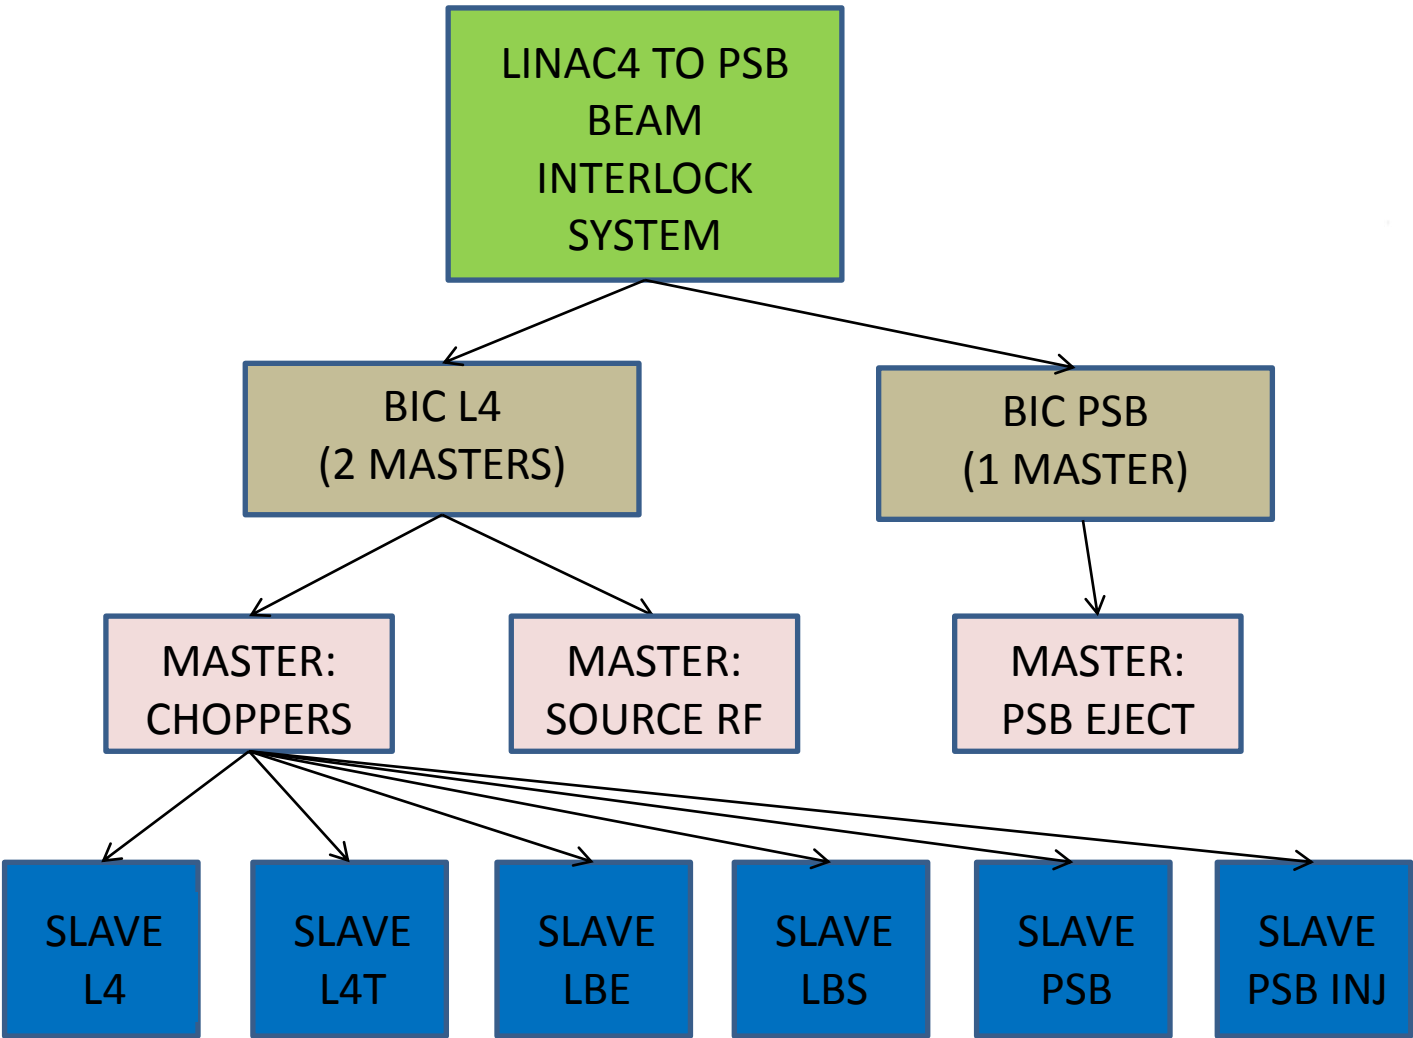 LINAC4 TO PSB
BEAM
INTERLOCK
SYSTEM
BIC L4
(2 MASTERS)
BIC PSB
(1 MASTER)
MASTER:
CHOPPERS
MASTER:
SOURCE RF
MASTER:
PSB EJECT
SLAVE
L4
SLAVE
L4T
SLAVE
LBE
SLAVE
LBS
SLAVE
PSB
SLAVE
PSB INJ